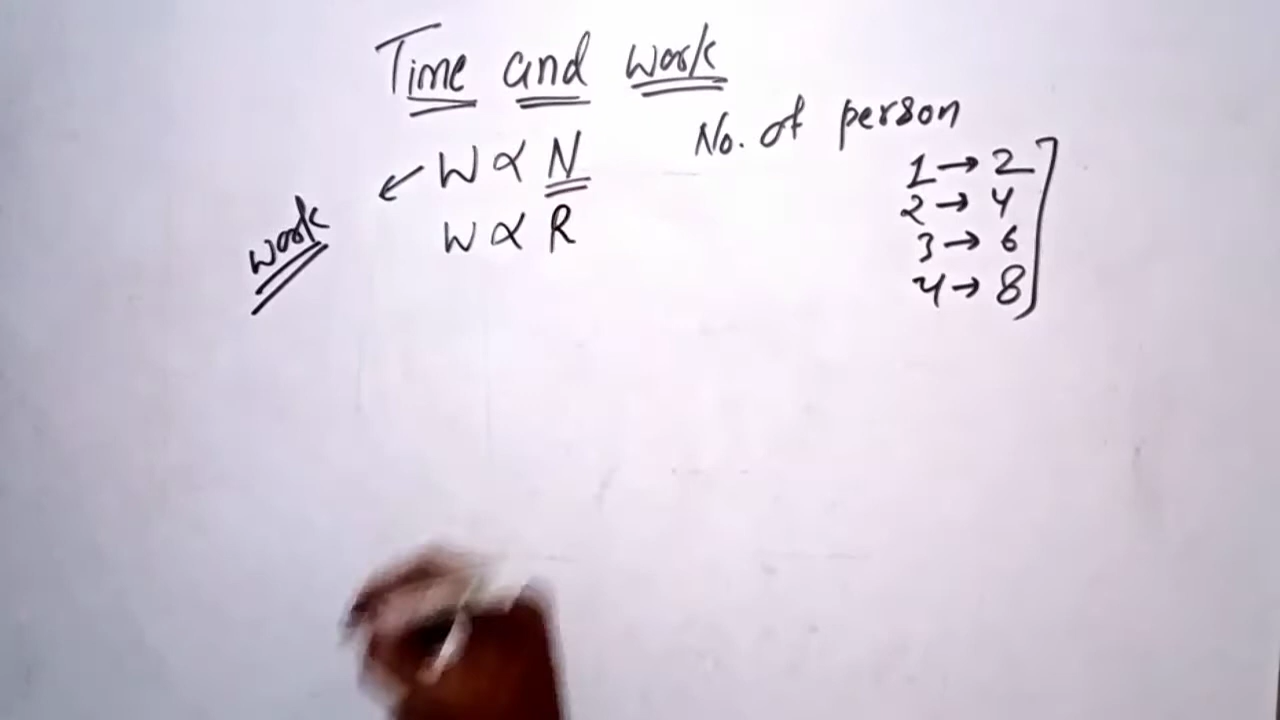 Time and work
W ∝ N
No. of person
work
W ∝ R
1 → 2
2 → 4
3 → 6
4 → 8